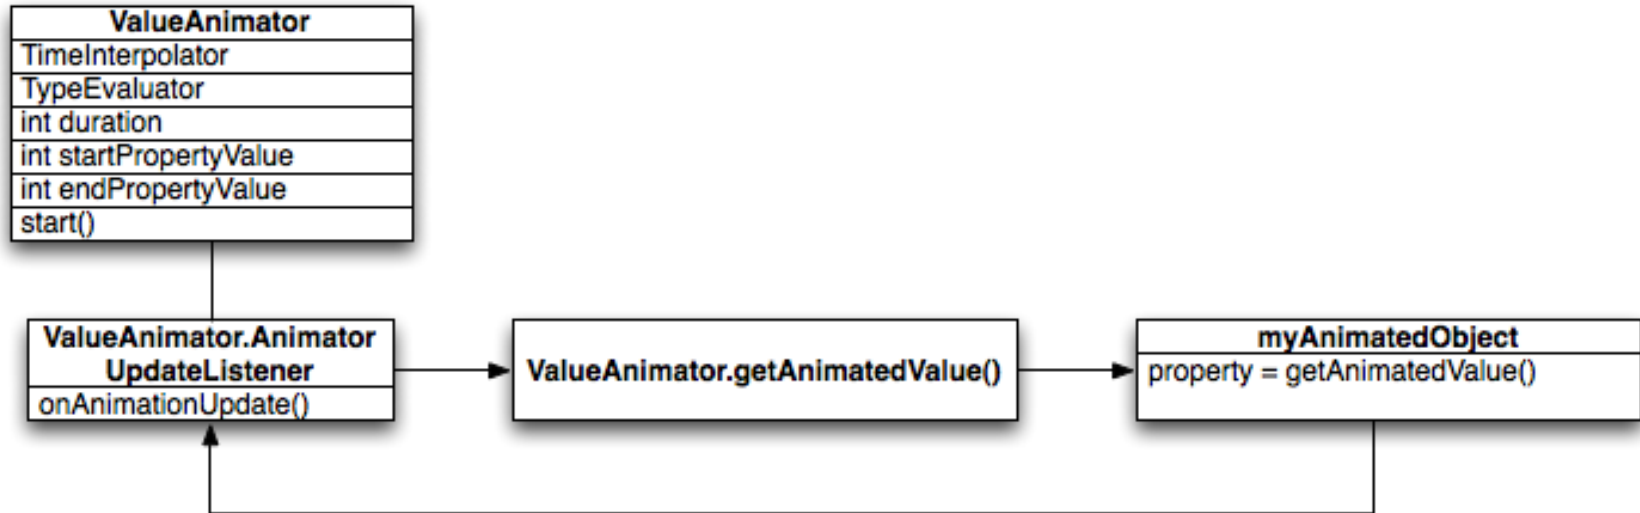 ValueAnimator
TimeInterpolator
TypeEvaluator
int duration
int startPropertyValue
int endPropertyValue
start()
ValueAnimator.Animator
UpdateListener
onAnimationUpdate()
ValueAnimator.getAnimatedValue()
myAnimatedObject
property = getAnimatedValue()